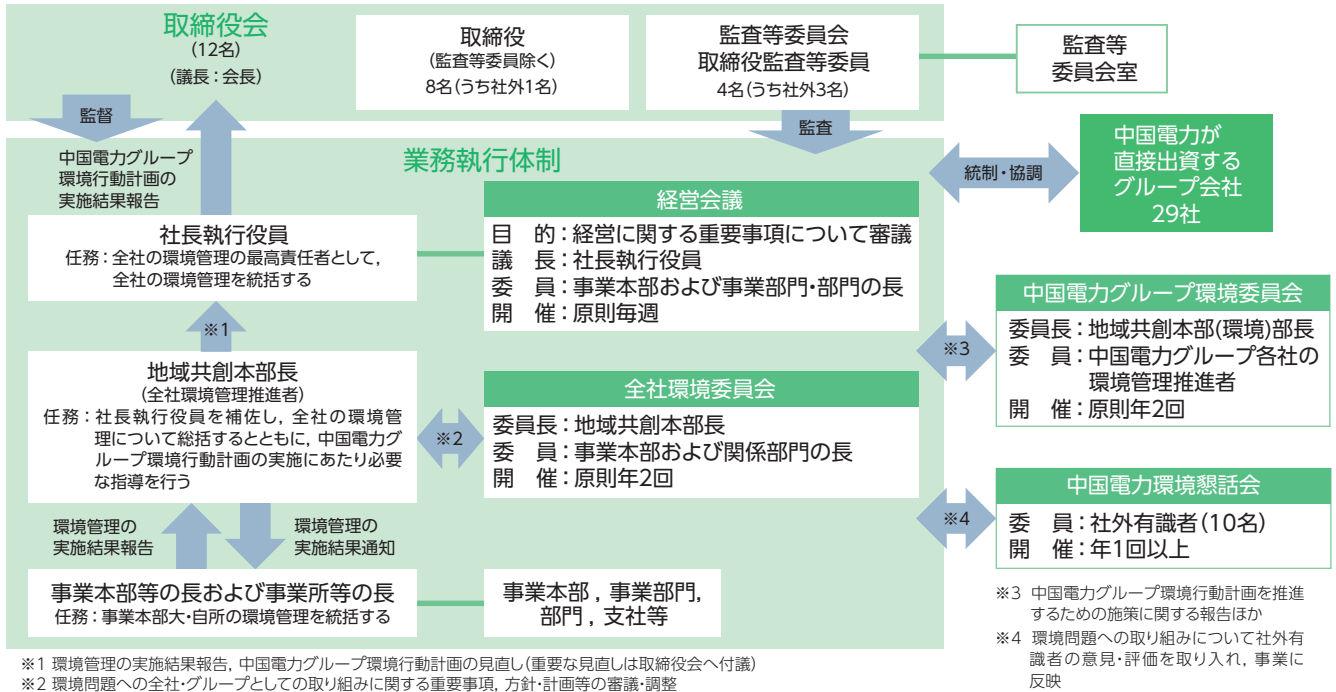 取締役会
(12名)
(議長：会長)
取締役
(監査等委員除く)
8名(うち社外1名)
監査等委員会
取締役監査等委員
4名(うち社外3名)
監査等
委員会室
監督
監査
中国電力グループ
環境行動計画の
実施結果報告
業務執行体制
統制・協調
中国電力が
直接出資する
グループ会社
29社
社長執行役員
任務：全社の環境管理の最高責任者として,
全社の環境管理を統括する
経営会議
目　的：経営に関する重要事項について審議
議　長：社長執行役員
委　員：事業本部および事業部門・部門の長
開　催：原則毎週
※1
※3
中国電力グループ環境委員会
委員長：地域共創本部(環境)部長
委　員：中国電力グループ各社の
環境管理推進者
開　催：原則年2回
地域共創本部長
(全社環境管理推進者)
任務：社長執行役員を補佐し, 全社の環境管
理について総括するとともに, 中国電力グ
ループ環境行動計画の実施にあたり必要
な指導を行う
※2
全社環境委員会
委員長：地域共創本部長
委　員：事業本部および関係部門の長
開　催：原則年2回
※4
中国電力環境懇話会
委　員：社外有識者(10名)
開　催：年1回以上
環境管理の
実施結果報告
環境管理の
実施結果通知
事業本部等の長および事業所等の長
任務：事業本部大・自所の環境管理を統括する
事業本部, 事業部門,
部門, 支社等
※3 中国電力グループ環境行動計画を推進
するための施策に関する報告ほか
※4 環境問題への取り組みについて社外有
識者の意見・評価を取り入れ, 事業に
反映
※1 環境管理の実施結果報告, 中国電力グループ環境行動計画の見直し(重要な見直しは取締役会へ付議)
※2 環境問題への全社・グループとしての取り組みに関する重要事項, 方針・計画等の審議・調整